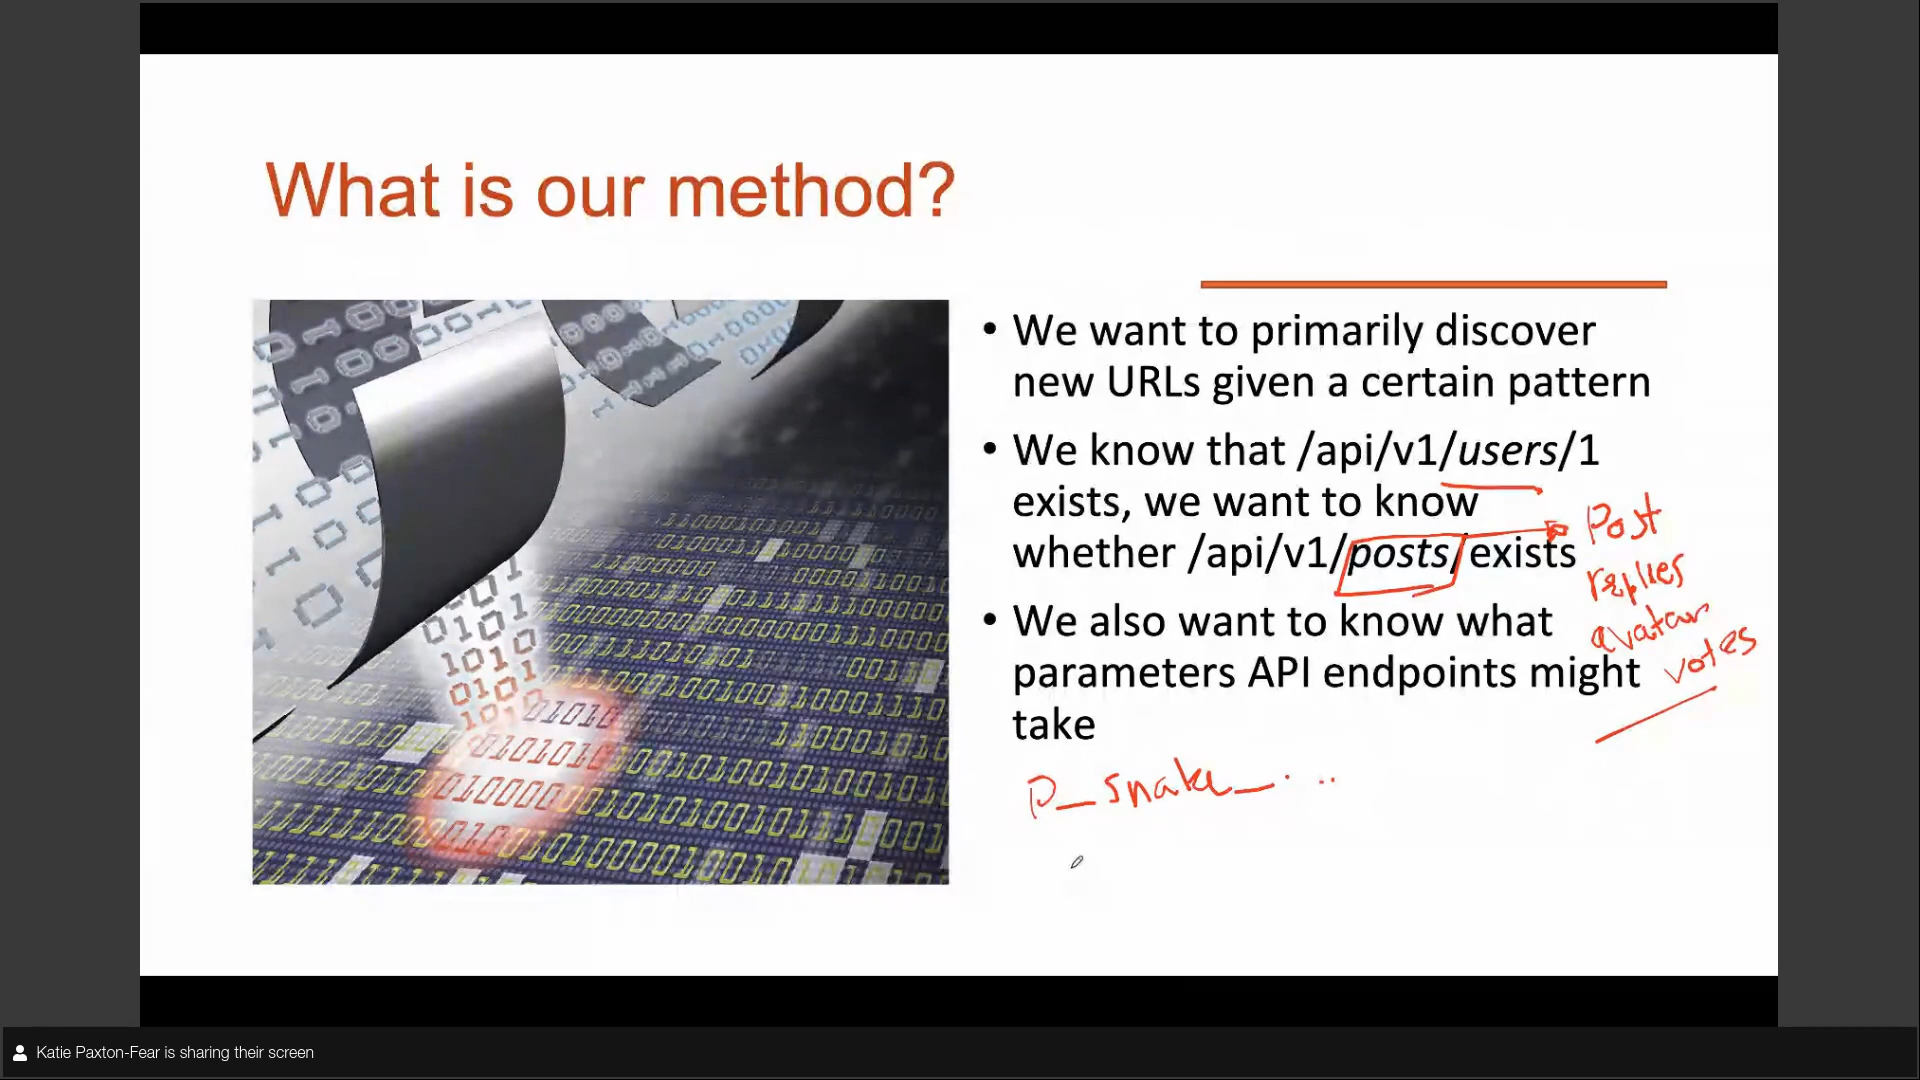 What is our method?
• We want to primarily discover
new URLs given a certain pattern
• We know that /api/v1/users/1
exists, we want to know
whether /api/v1/posts/exists
• We also want to know what
parameters API endpoints might
take
Post
replies
avatar
votes
p_snake_...
Katie Paxton-Fear is sharing their screen